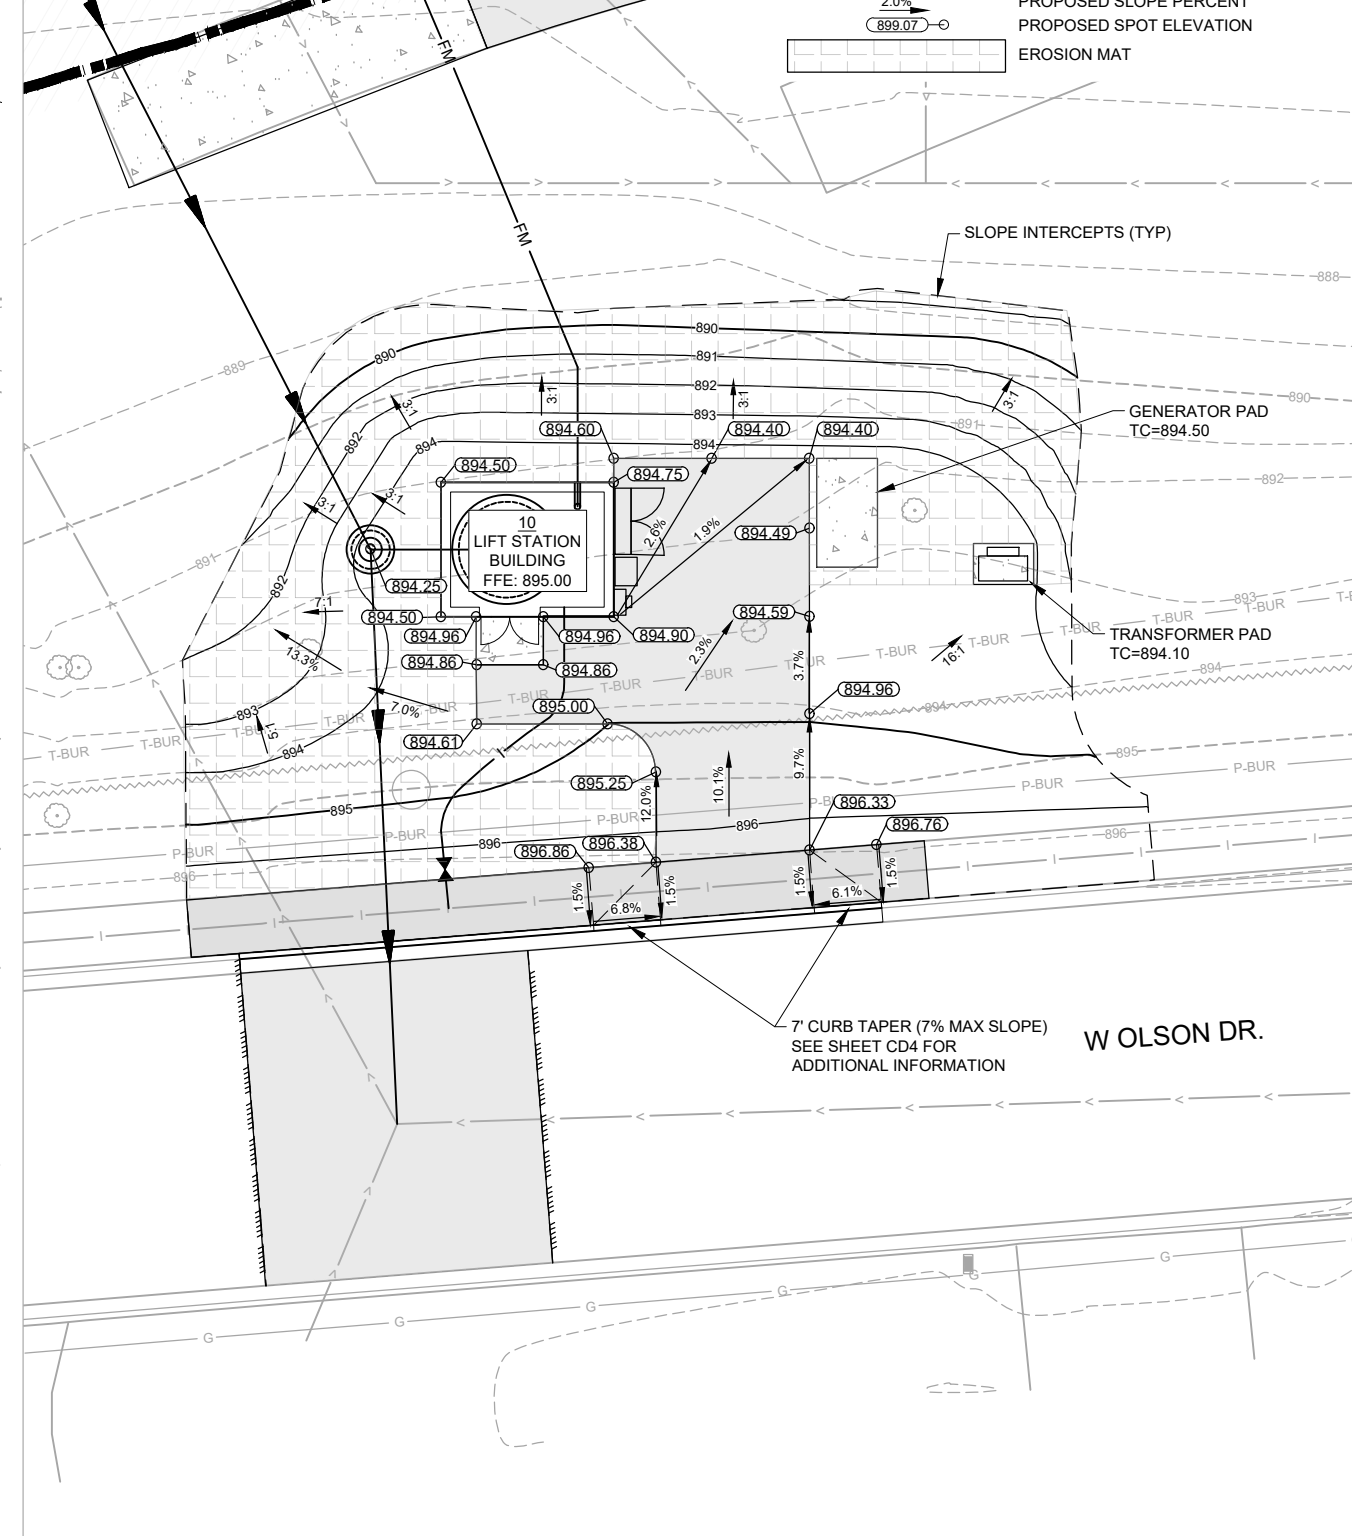 2.0%
PROPOSED SLOPE PERCENT
899.07
PROPOSED SPOT ELEVATION
EROSION MAT
FM
FM
SLOPE INTERCEPTS (TYP)
888
889
890
890
891
892
893
894
890
891
892
893
GENERATOR PAD
TC=894.50
3:1
3:1
3:1
3:1
892
894
894.60
894.40
894.40
894.50
894.75
3:1
3:1
10
LIFT STATION
BUILDING
FFE: 895.00
2.6%
1.9%
894.49
891
892
894.25
7:1
894.50
894.96
894.96
894.90
894.59
TRANSFORMER PAD
TC=894.10
13.3%
894.86
894.86
2.3%
3.7%
16:1
T-BUR
T-BUR
T-BUR
T-BUR
T-BUR
T-BUR
T-BUR
T-BUR
T-BUR
T-BUR
T-BUR
894
894
7.0%
894.96
895.00
893
5:1
894
894.61
895
P-BUR
P-BUR
P-BUR
P-BUR
895.25
12.0%
10.1%
9.7%
896.33
895
896
896
896
896
896.86
896.38
896.76
1.5%
1.5%
1.5%
1.5%
6.8%
6.1%
7' CURB TAPER (7% MAX SLOPE)
SEE SHEET CD4 FOR
ADDITIONAL INFORMATION
W OLSON DR.
G
G
G
G
G
G